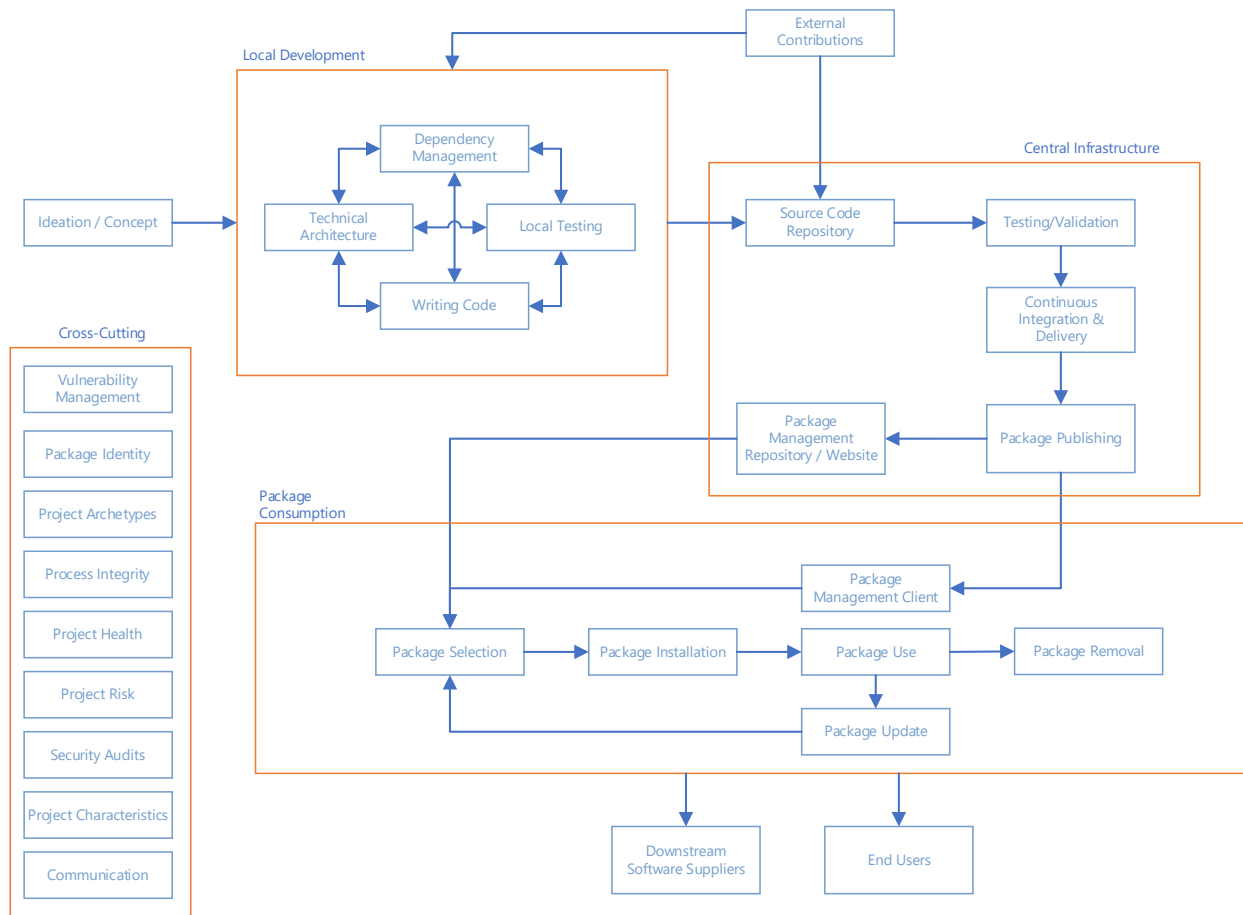 External
Contributions
Local Development
Dependency
Management
Central Infrastructure
Ideation / Concept
Technical
Architecture
Local Testing
Source Code
Repository
Testing/Validation
Writing Code
Continuous
Integration &
Delivery
Cross-Cutting
Vulnerability
Management
Package Identity
Project Archetypes
Process Integrity
Project Health
Project Risk
Security Audits
Project Characteristics
Communication
Package
Management
Repository / Website
Package Publishing
Package
Consumption
Package
Management Client
Package Selection
Package Installation
Package Use
Package Removal
Package Update
Downstream
Software Suppliers
End Users